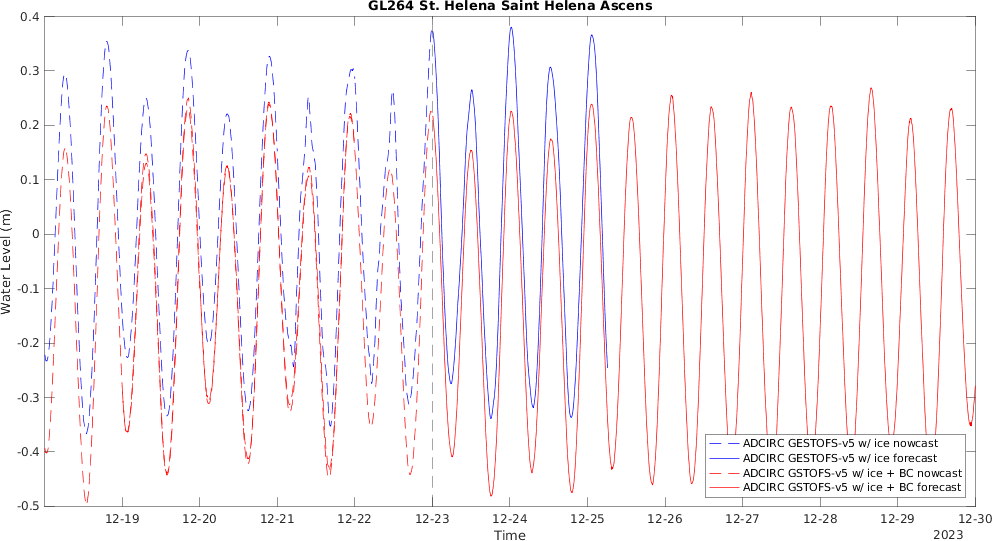 GL264 St. Helena Saint Helena Ascens
0.4
0.3
0.2
0.1
0
-0.1
-0.2
-0.3
-0.4
-0.5
Water Level (m)
ADCIRC GESTOFS-v5 w/ ice nowcast
ADCIRC GESTOFS-v5 w/ ice forecast
ADCIRC GSTOFS-v5 w/ ice + BC nowcast
ADCIRC GSTOFS-v5 w/ ice + BC forecast
12-19 12-20 12-21 12-22 12-23 12-24 12-25 12-26 12-27 12-28 12-29 12-30
Time
2023